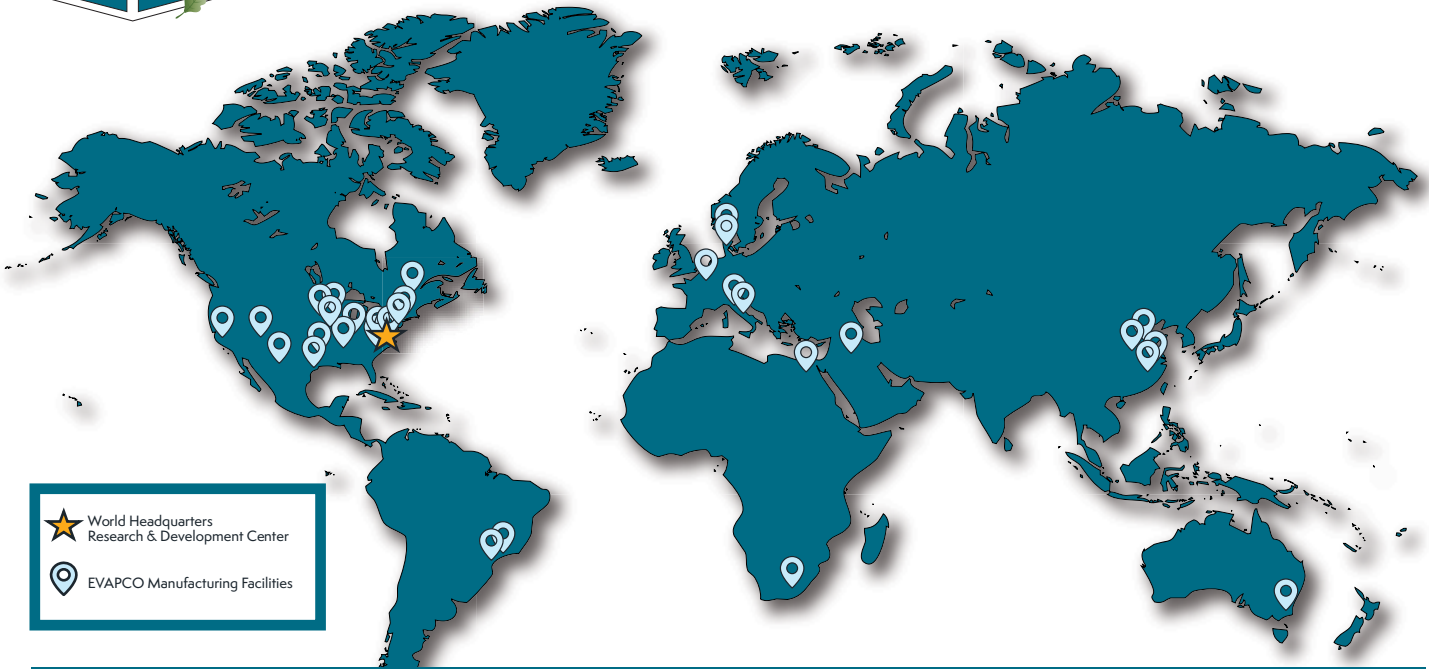 World Headquarters
Research & Development Center
EVAPCO Manufacturing Facilities